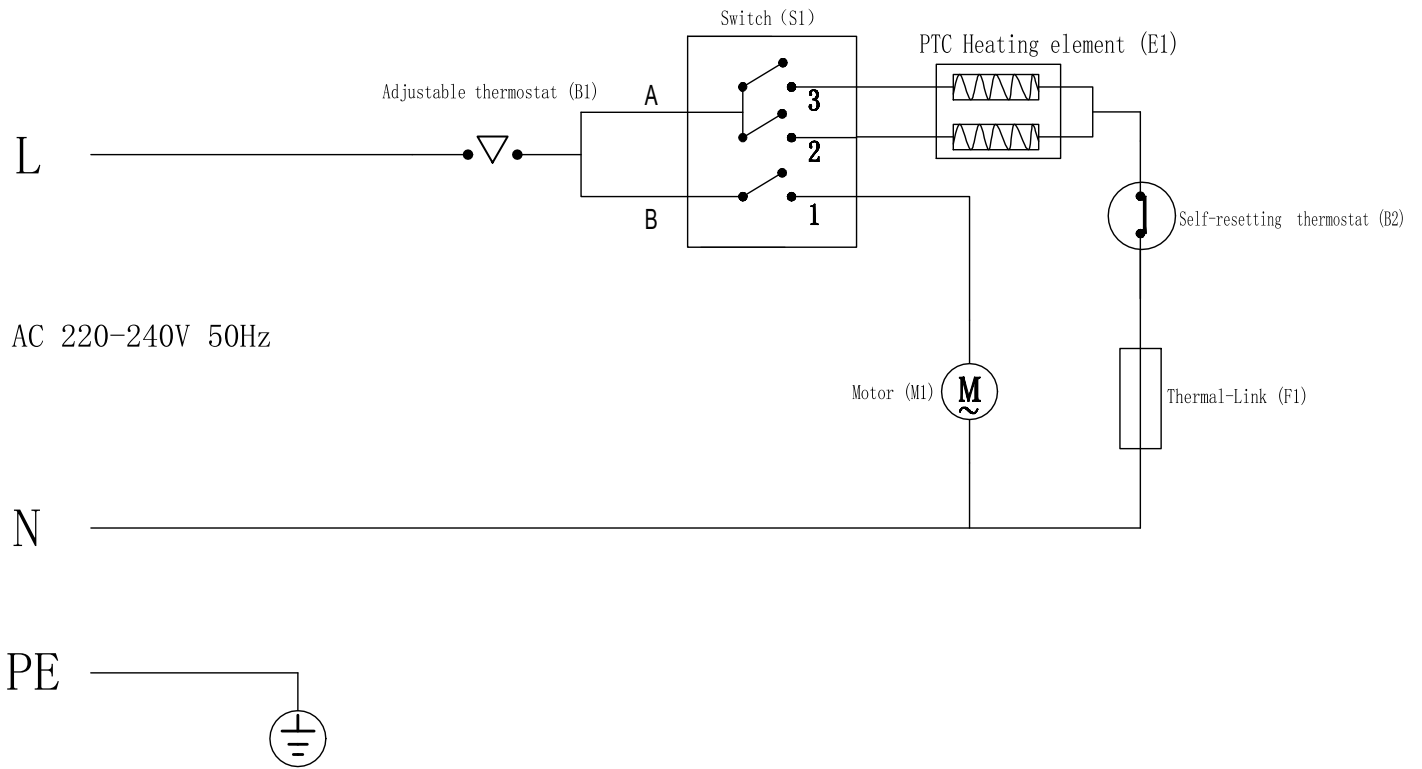 Switch (S1)
PTC Heating element (E1)
Adjustable thermostat (B1)
A
3
L
2
B
1
Self-resetting thermostat (B2)
AC 220-240V 50Hz
Motor (M1)
M
~
Thermal-Link (F1)
N
PE